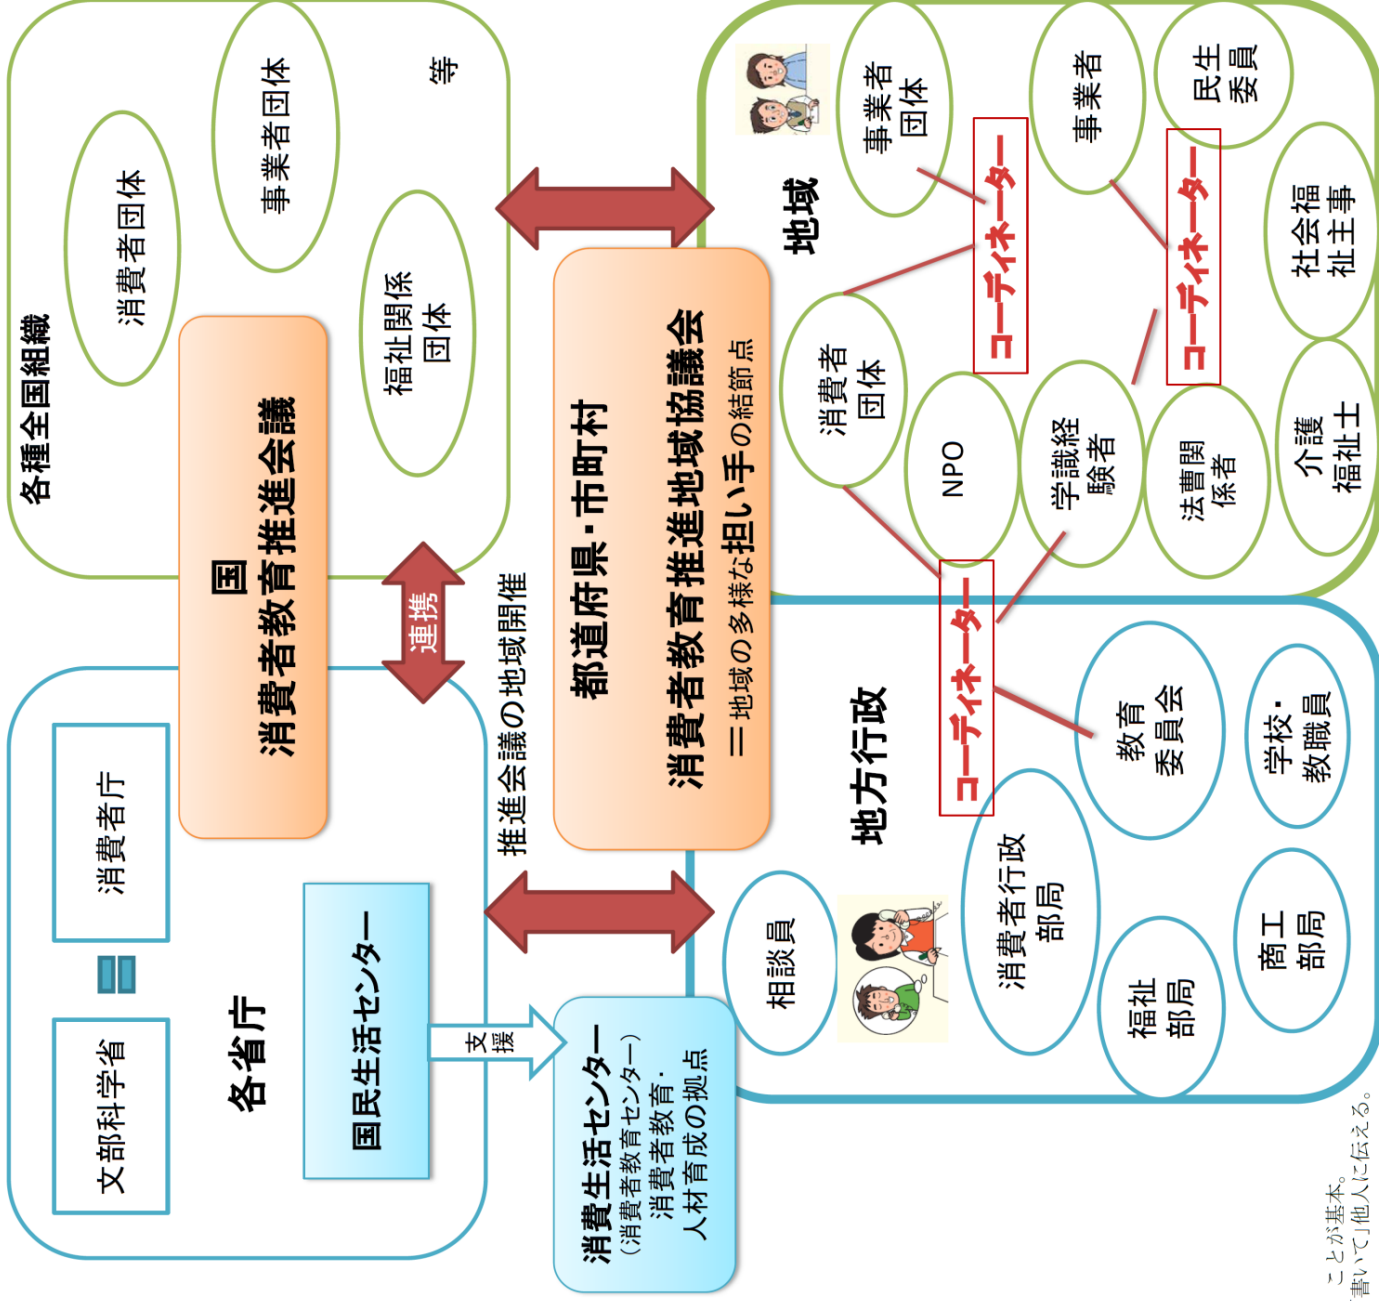 各省庁
文部科学省
消費者庁
国民生活センター
支援
各種全国組織
消費者団体
事業者団体
福祉関係
団体
等
国
消費者教育推進会議
連携
推進会議の地域開催
消費生活センター
（消費者教育センター）
消費者教育・
人材育成の拠点
都道府県・市町村
消費者教育推進地域協議会
＝地域の多様な担い手の結節点
地方行政
相談員
消費者行政
部局
福祉
部局
商工
部局
教育
委員会
学校・
教職員
コーディネーター
地域
消費者
団体
事業者
団体
コーディネーター
NPO
学識経
験者
事業者
コーディネーター
法曹関
係者
民生
委員
介護
福祉士
社会福
祉主事
ことが基本。
書いて」他人に伝える。